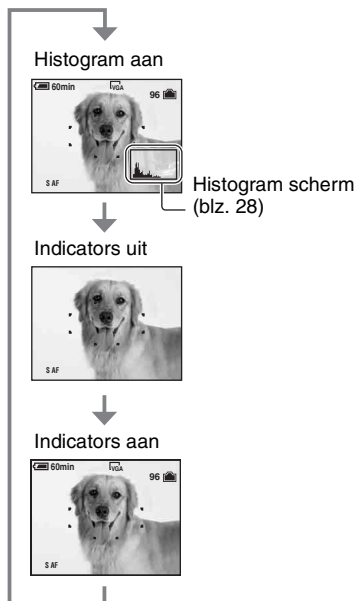 Histogram aan
60min
VGA
96
S AF
Histogram scherm
(blz. 28)
Indicators uit
S AF
Indicators aan
60min
VGA
96
S AF